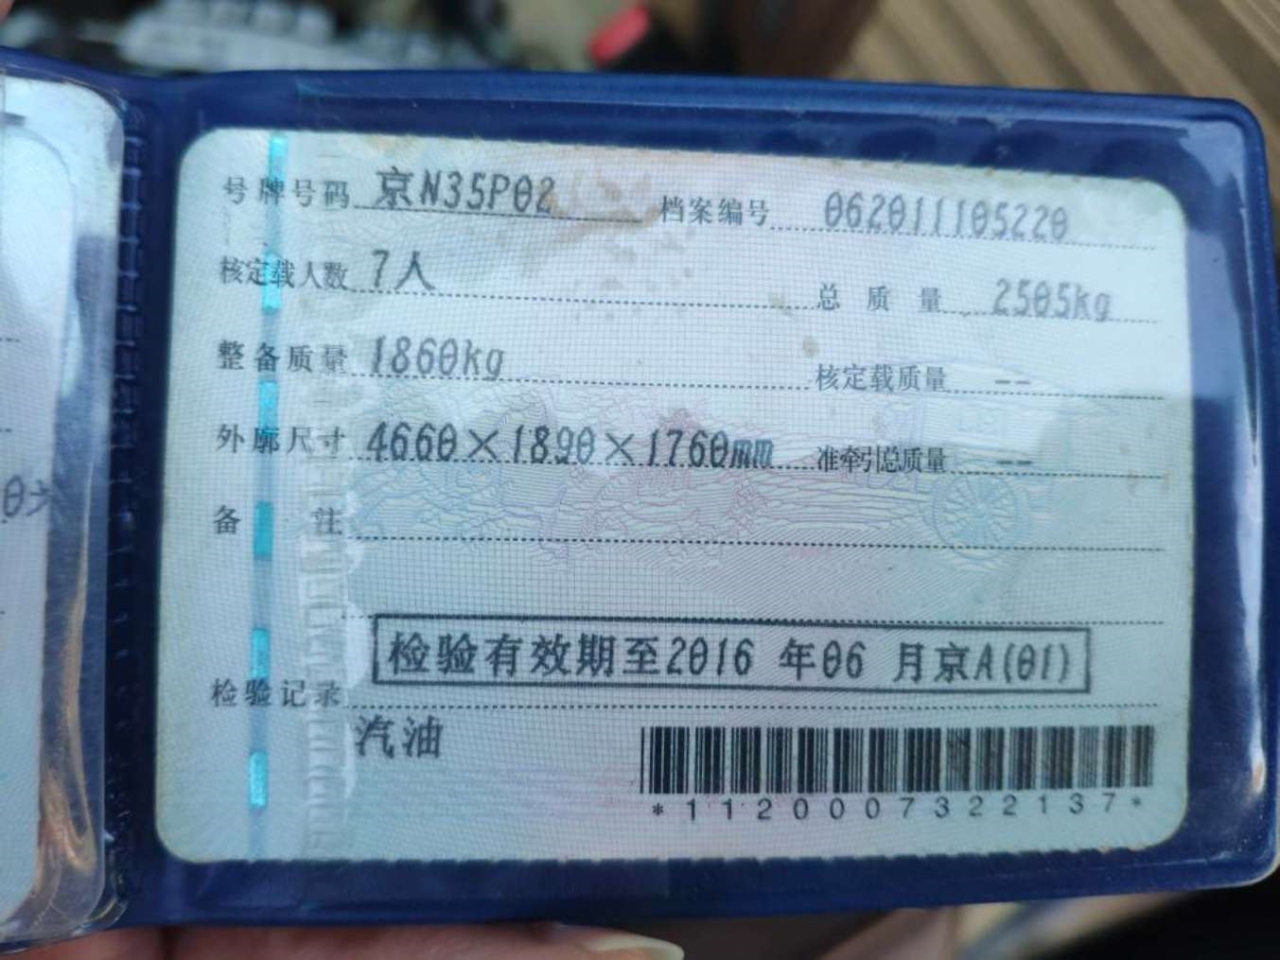 号牌号码 京N35P02 档案编号 062011105220
核定载人数 7人 总质量 2505kg
整备质量 1860kg 核定载质量 --
外廓尺寸 4660×1890×1760mm 准牵引总质量 --
备注
检验有效期至2016 年06 月京A(01)
检验记录
汽油
*1120007322137*